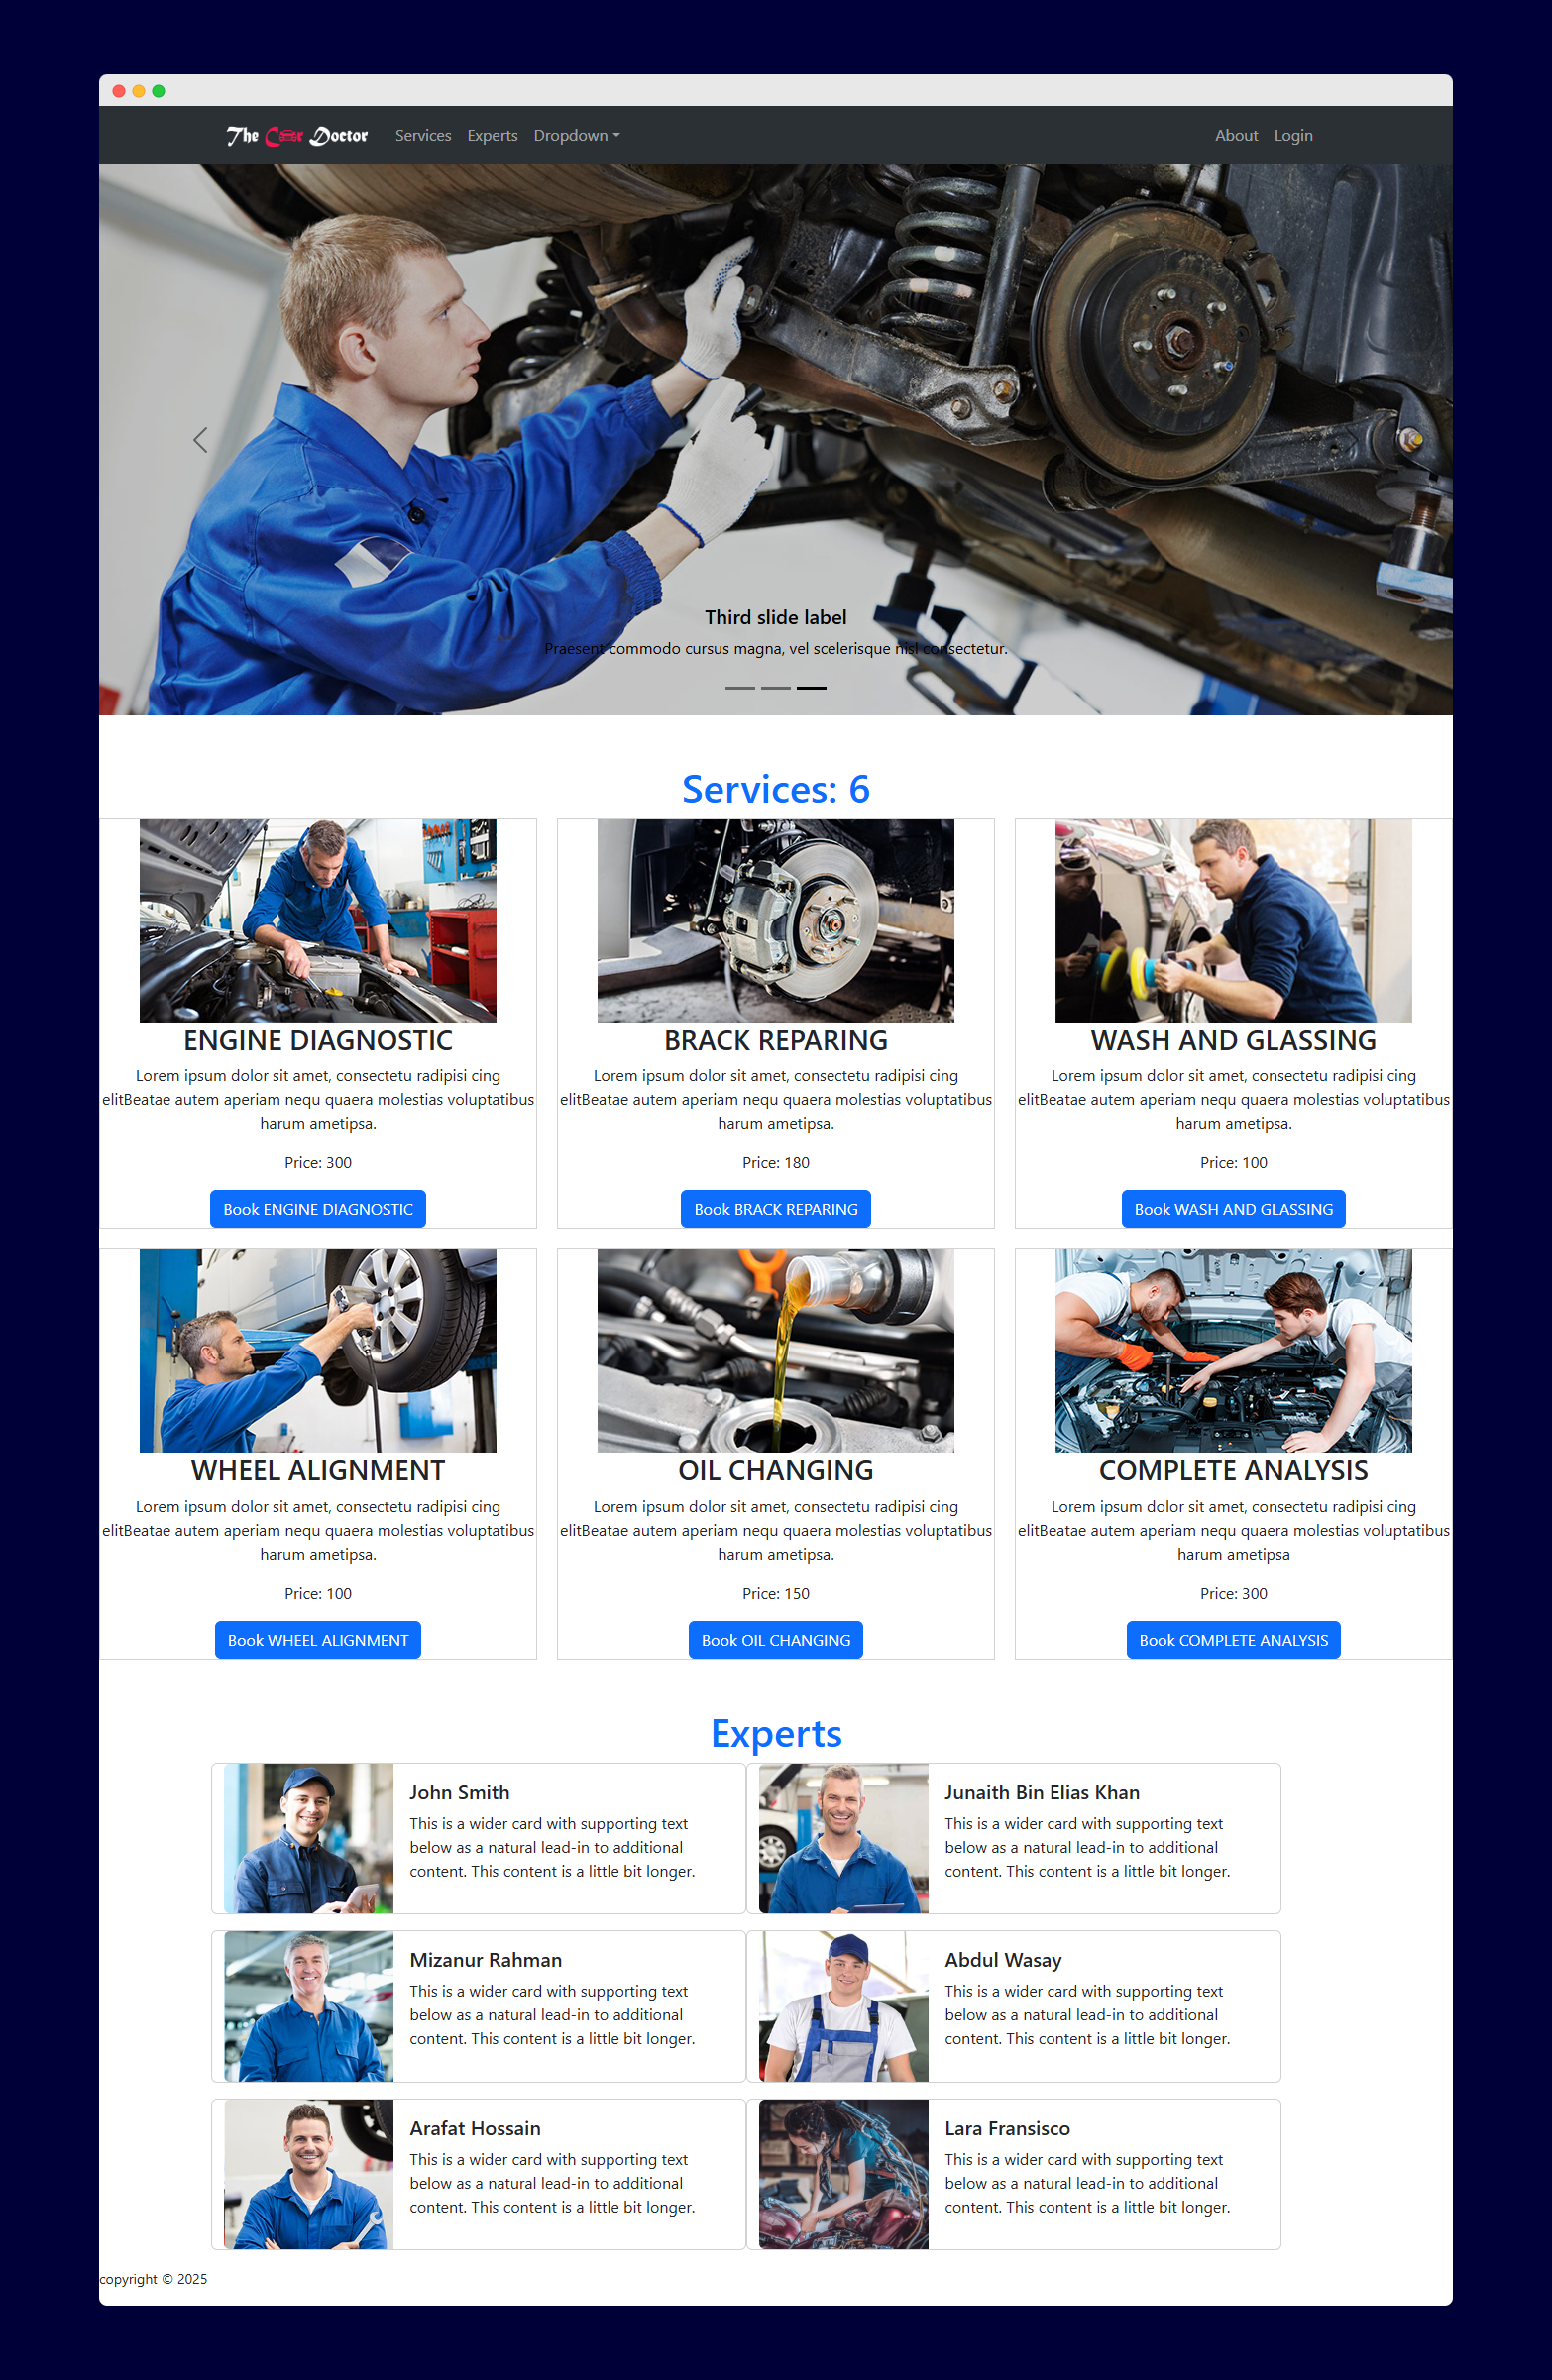 The Car Doctor Services Experts Dropdown About Login
Third slide label
Praesent commodo cursus magna, vel scelerisque nisl consectetur.
Services: 6
ENGINE DIAGNOSTIC
Lorem ipsum dolor sit amet, consectetu radipisi cing
elitBeatae autem aperiam nequ quaera molestias voluptatibus
harum ametipsa.
Price: 300
Book ENGINE DIAGNOSTIC
BRACK REPARING
Lorem ipsum dolor sit amet, consectetu radipisi cing
elitBeatae autem aperiam nequ quaera molestias voluptatibus
harum ametipsa.
Price: 180
Book BRACK REPARING
WASH AND GLASSING
Lorem ipsum dolor sit amet, consectetu radipisi cing
elitBeatae autem aperiam nequ quaera molestias voluptatibus
harum ametipsa.
Price: 100
Book WASH AND GLASSING
WHEEL ALIGNMENT
Lorem ipsum dolor sit amet, consectetu radipisi cing
elitBeatae autem aperiam nequ quaera molestias voluptatibus
harum ametipsa.
Price: 100
Book WHEEL ALIGNMENT
OIL CHANGING
Lorem ipsum dolor sit amet, consectetu radipisi cing
elitBeatae autem aperiam nequ quaera molestias voluptatibus
harum ametipsa.
Price: 150
Book OIL CHANGING
COMPLETE ANALYSIS
Lorem ipsum dolor sit amet, consectetu radipisi cing
elitBeatae autem aperiam nequ quaera molestias voluptatibus
harum ametipsa
Price: 300
Book COMPLETE ANALYSIS
Experts
John Smith
This is a wider card with supporting text
below as a natural lead-in to additional
content. This content is a little bit longer.
Junaith Bin Elias Khan
This is a wider card with supporting text
below as a natural lead-in to additional
content. This content is a little bit longer.
Mizanur Rahman
This is a wider card with supporting text
below as a natural lead-in to additional
content. This content is a little bit longer.
Abdul Wasay
This is a wider card with supporting text
below as a natural lead-in to additional
content. This content is a little bit longer.
Arafat Hossain
This is a wider card with supporting text
below as a natural lead-in to additional
content. This content is a little bit longer.
Lara Fransisco
This is a wider card with supporting text
below as a natural lead-in to additional
content. This content is a little bit longer.
copyright © 2025